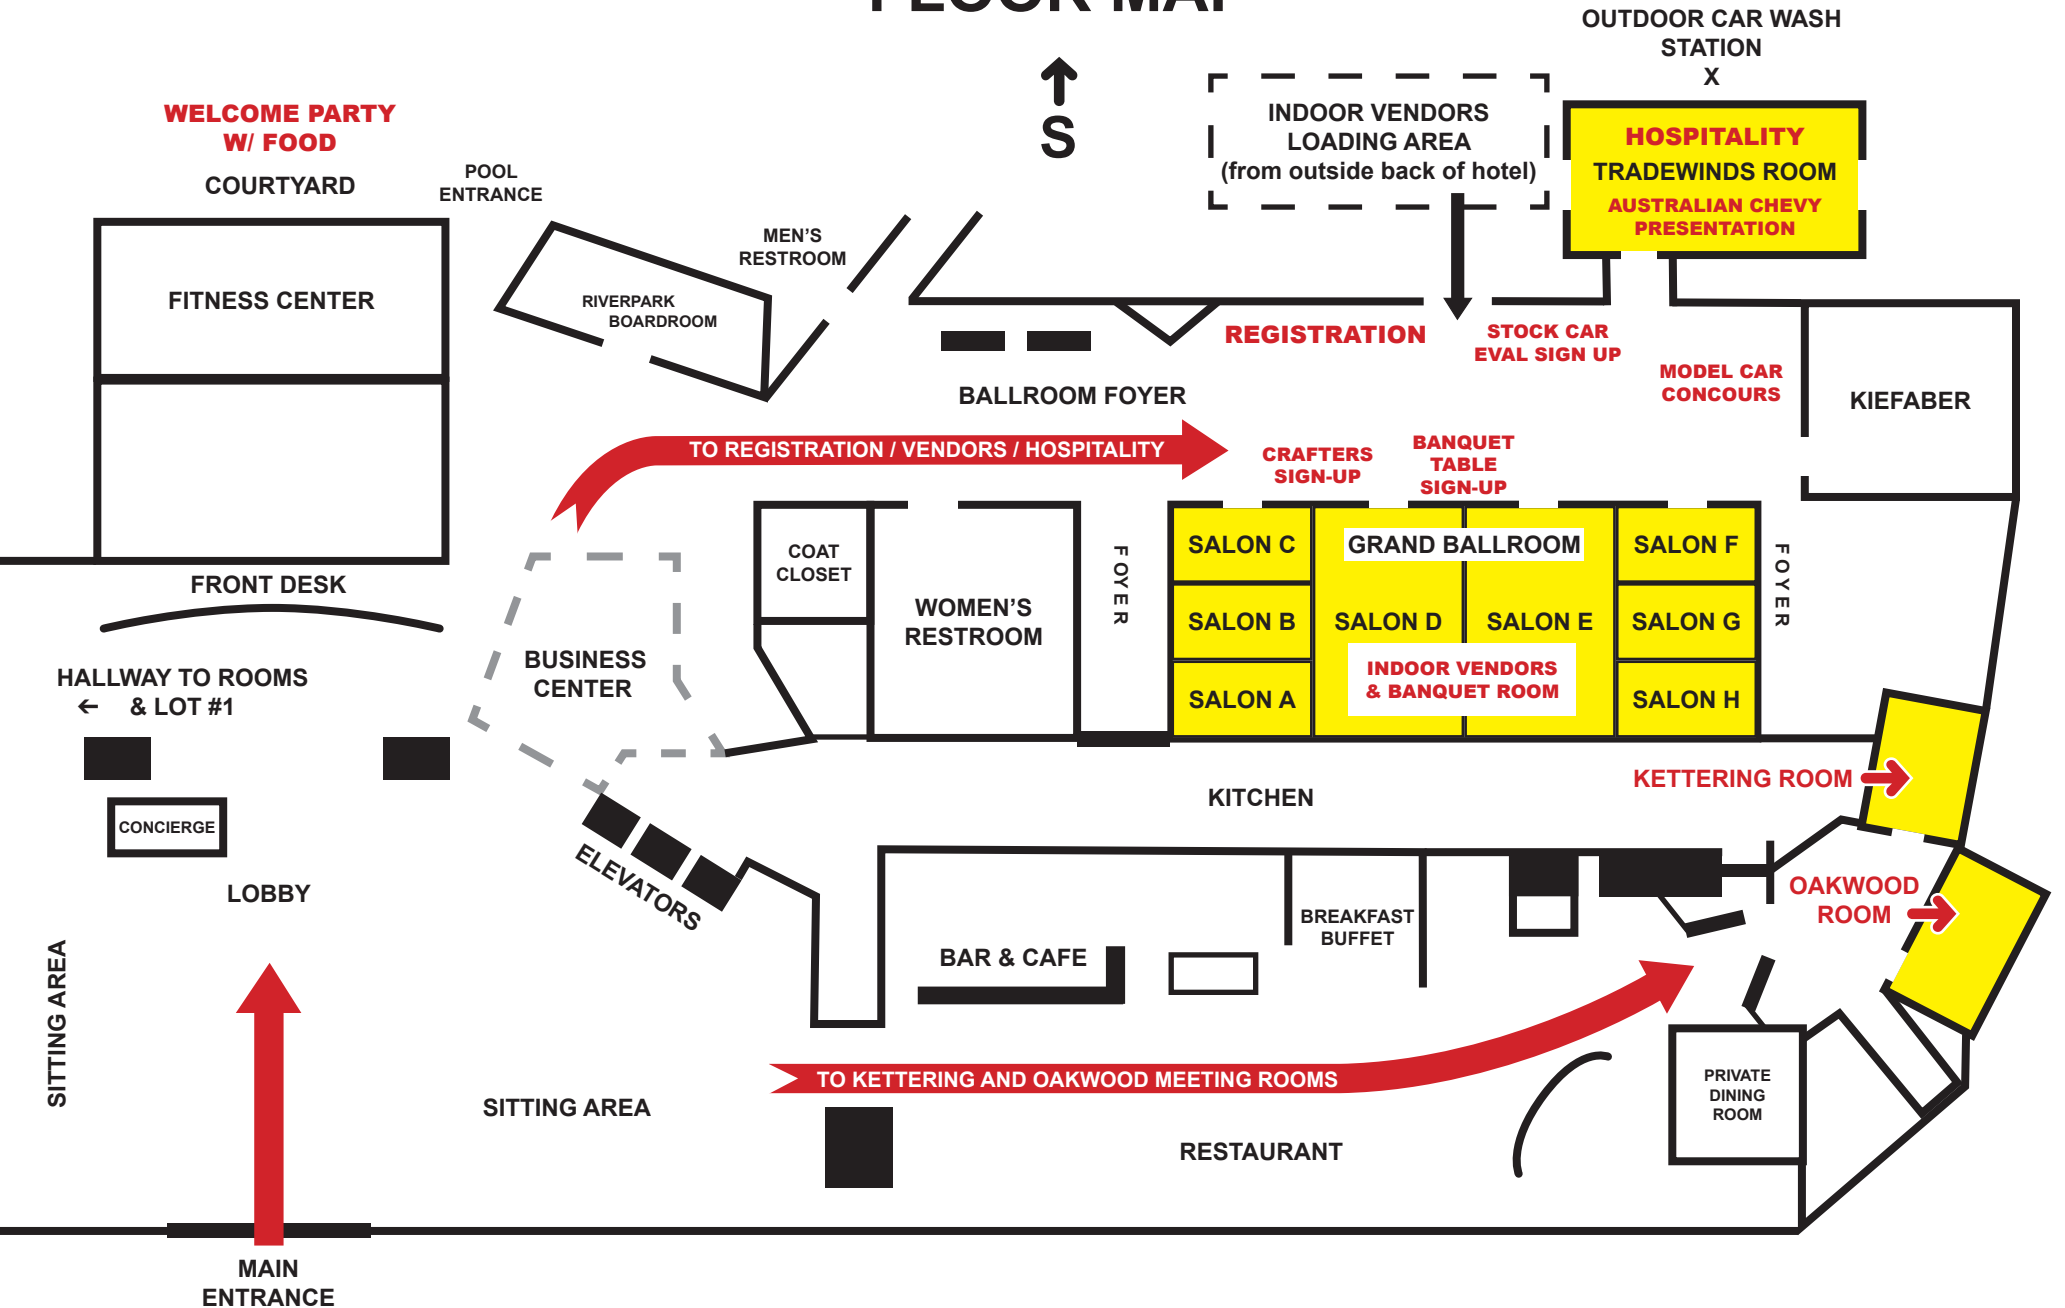 FLOOR MAP
OUTDOOR CAR WASH
STATION
X
S
INDOOR VENDORS
LOADING AREA
(from outside back of hotel)
HOSPITALITY
TRADEWINDS ROOM
AUSTRALIAN CHEVY
PRESENTATION
WELCOME PARTY
W/ FOOD
COURTYARD
POOL
ENTRANCE
MEN'S
RESTROOM
FITNESS CENTER
RIVERPARK
BOARDROOM
REGISTRATION
STOCK CAR
EVAL SIGN UP
MODEL CAR
CONCOURS
KIEFABER
BALLROOM FOYER
TO REGISTRATION / VENDORS / HOSPITALITY
CRAFTERS
SIGN-UP
BANQUET
TABLE
SIGN-UP
COAT
CLOSET
WOMEN'S
RESTROOM
FOYER
SALON C
GRAND BALLROOM
SALON F
FOYER
SALON B
SALON D
SALON E
SALON G
INDOOR VENDORS
& BANQUET ROOM
SALON A
SALON H
FRONT DESK
BUSINESS
CENTER
HALLWAY TO ROOMS
← & LOT #1
CONCIERGE
LOBBY
ELEVATORS
KITCHEN
KETTERING ROOM
OAKWOOD
ROOM
BREAKFAST
BUFFET
BAR & CAFE
SITTING AREA
TO KETTERING AND OAKWOOD MEETING ROOMS
SITTING AREA
RESTAURANT
PRIVATE
DINING
ROOM
MAIN
ENTRANCE